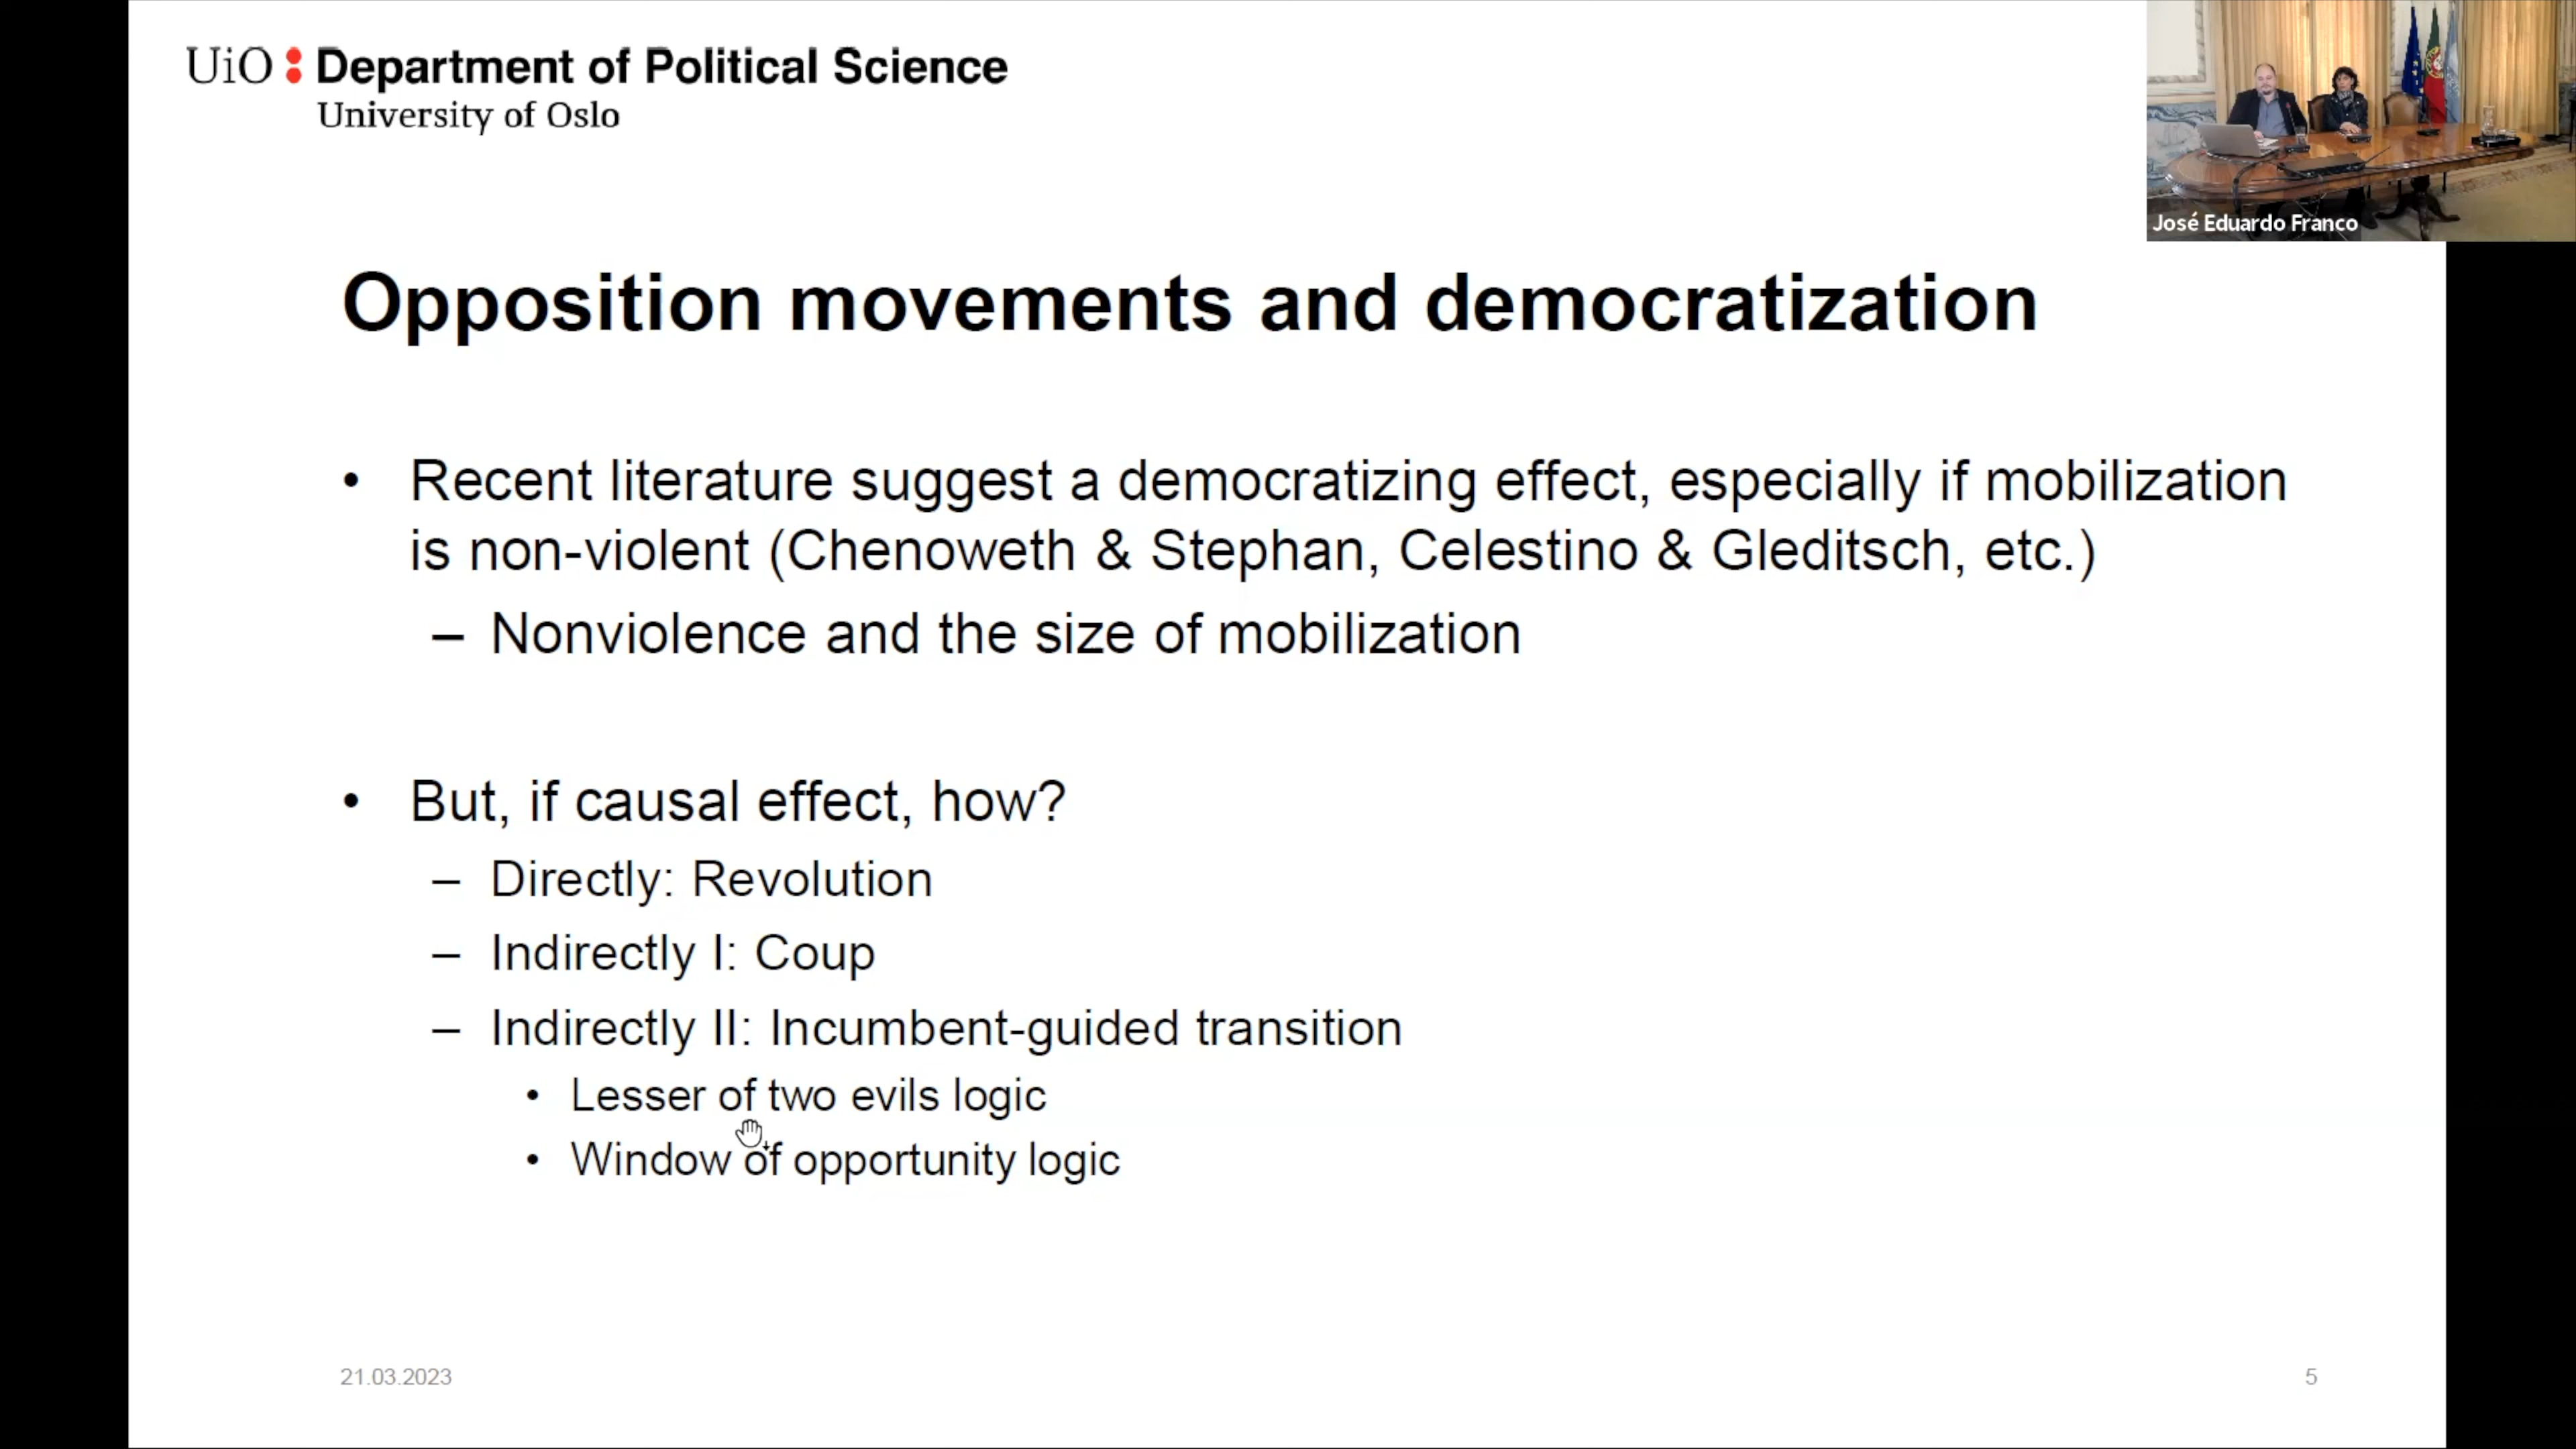 UiO : Department of Political Science
University of Oslo
José Eduardo Franco
Opposition movements and democratization
• Recent literature suggest a democratizing effect, especially if mobilization
is non-violent (Chenoweth & Stephan, Celestino & Gleditsch, etc.)
– Nonviolence and the size of mobilization
• But, if causal effect, how?
– Directly: Revolution
– Indirectly I: Coup
– Indirectly II: Incumbent-guided transition
• Lesser of two evils logic
• Window of opportunity logic
21.03.2023
5